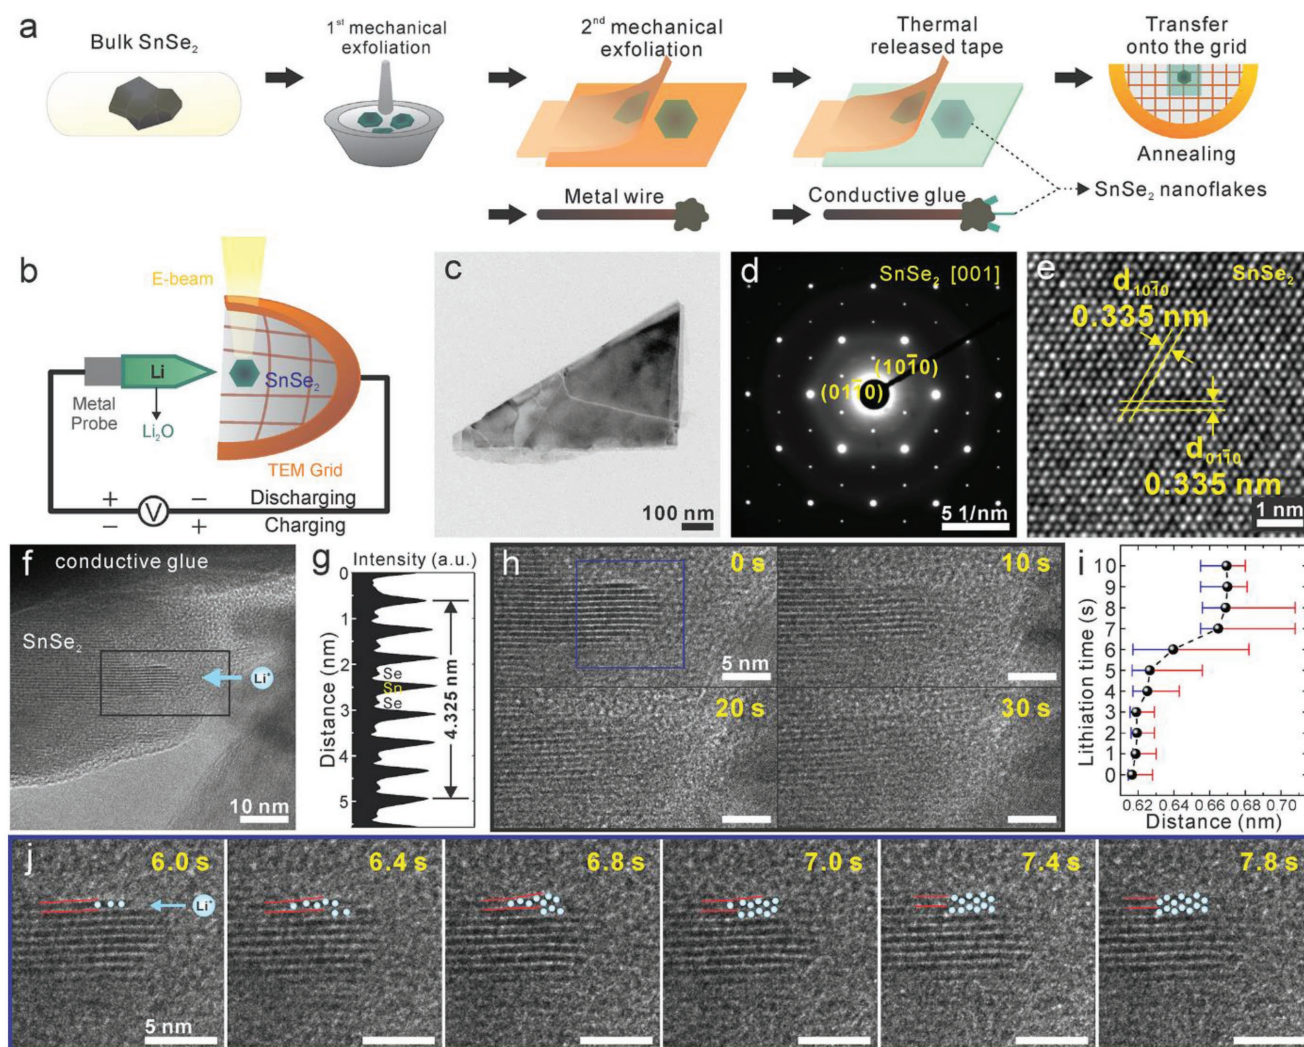 a
Bulk SnSe₂
1ˢᵗ mechanical
exfoliation
2ⁿᵈ mechanical
exfoliation
Thermal
released tape
Transfer
onto the grid
Annealing
Metal wire
Conductive glue
SnSe₂ nanoflakes
b
E-beam
Li
SnSe₂
Metal
Probe
Li₂O
TEM Grid
+ V − Discharging
− + Charging
c
100 nm
d
SnSe₂ [001]
(101̄0)
(011̄0)
5 1/nm
e
SnSe₂
d₁₀₁̄₀
0.335 nm
d₀₁₁̄₀
0.335 nm
1 nm
f
conductive glue
SnSe₂
Li⁺
10 nm
g
Intensity (a.u.)
0
1
2
3
4
5
Distance (nm)
Se
Sn
Se
4.325 nm
h
0 s
5 nm
10 s
20 s
30 s
i
10
9
8
7
6
5
4
3
2
1
0
Lithiation time (s)
0.62 0.64 0.66 0.68 0.70
Distance (nm)
j
6.0 s
Li⁺
5 nm
6.4 s
6.8 s
7.0 s
7.4 s
7.8 s